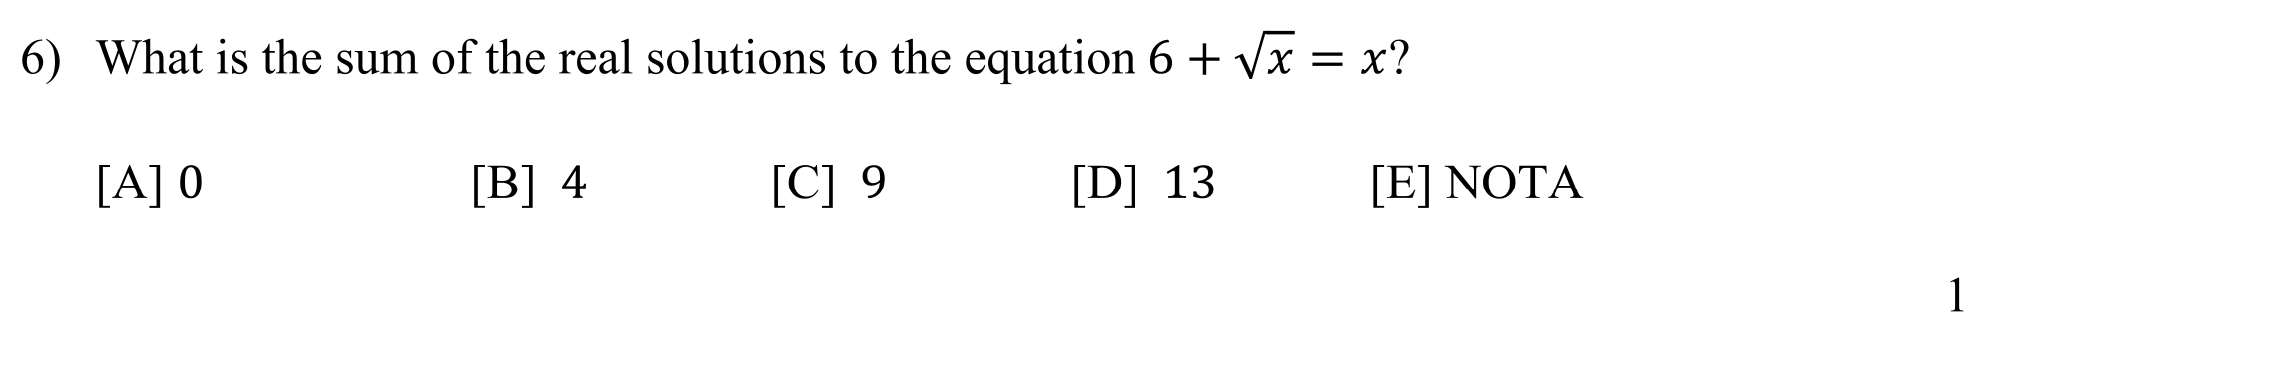 6) What is the sum of the real solutions to the equation 6 + √x = x?
[A] 0 [B] 4 [C] 9 [D] 13 [E] NOTA
1